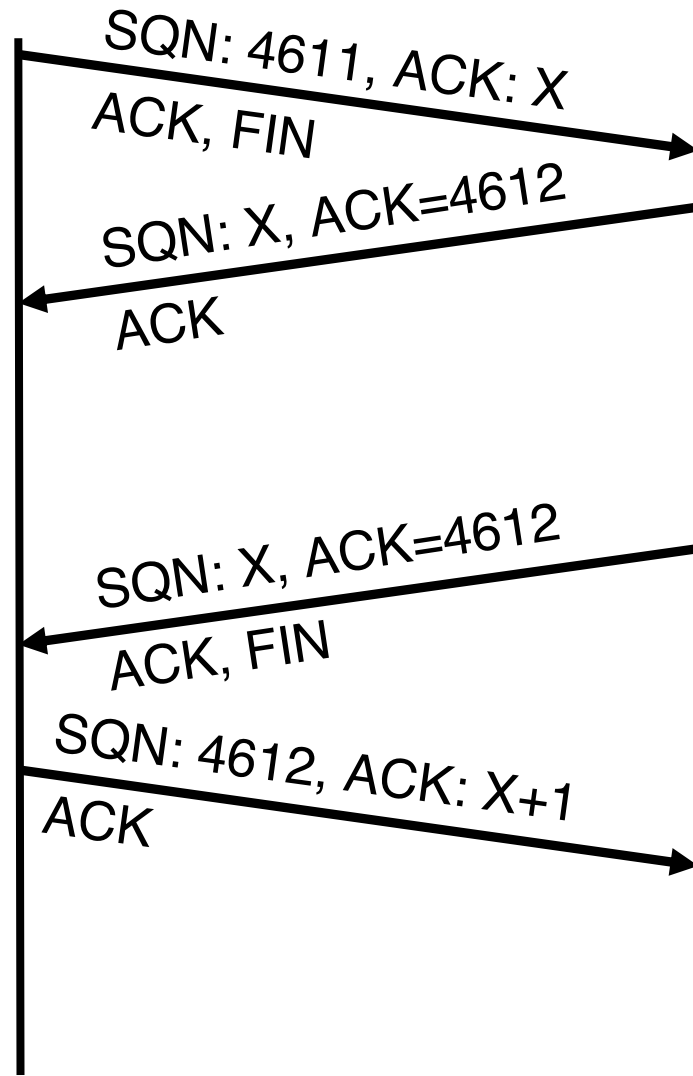 SQN: 4611, ACK: X
ACK, FIN
SQN: X, ACK=4612
ACK
SQN: X, ACK=4612
ACK, FIN
SQN: 4612, ACK: X+1
ACK